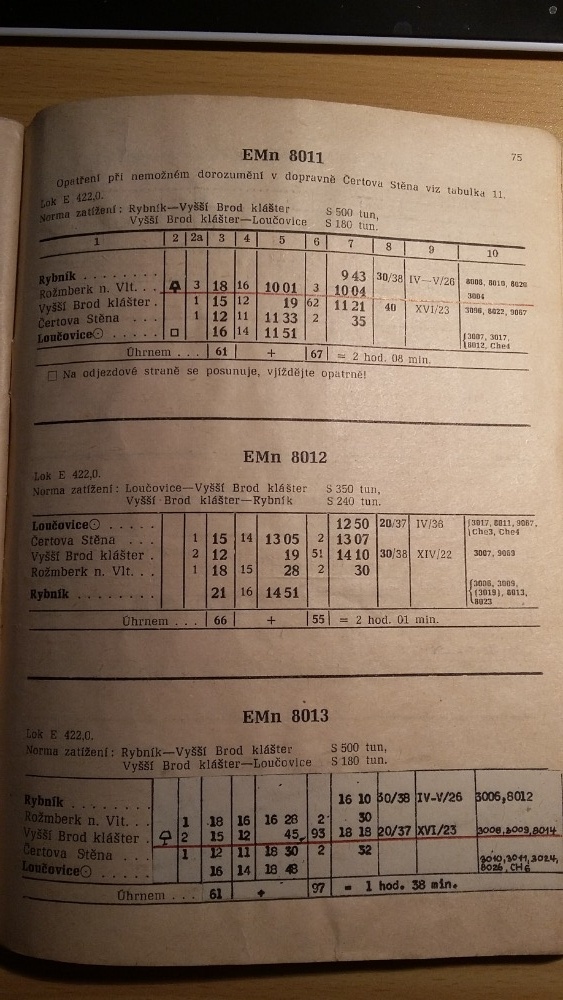 75
EMn 8011
Opatření při nemožném dorozumění v dopravně Čertova Stěna viz tabulka 11.
Lok E 422,0.
Norma zatížení: Rybník—Vyšší Brod klášter S 500 tun,
Vyšší Brod klášter—Loučovice S 180 tun.
1 2 2a 3 4 5 6 7 8 9 10
Rybník . . . . . . . . 9 43 30/38 IV—V/26 8008, 8010, 8020
Rožmberk n. Vlt. . . 3 18 16 10 01 3 10 04 3004
Vyšší Brod klášter . 1 15 12 19 62 11 21 40 XVI/23 3006, 8022, 9067
Čertova Stěna . . . 1 12 11 11 33 2 35
Loučovice . . . . . □ 16 14 11 51 (3007, 3017, 8012, Che4
Úhrnem . . . 61 + 67 = 2 hod. 08 min.
□ Na odjezdové straně se posunuje, vjíždějte opatrně!
EMn 8012
Lok E 422,0.
Norma zatížení: Loučovice—Vyšší Brod klášter S 350 tun,
Vyšší Brod klášter—Rybník S 240 tun.
Loučovice . . . . . 12 50 20/37 IV/36 (3017, 8011, 9067, Che3, Che4
Čertova Stěna . . . 1 15 14 13 05 2 13 07
Vyšší Brod klášter . 2 12 19 51 14 10 30/38 XIV/22 3007, 9069
Rožmberk n. Vlt. . . 1 18 15 28 2 30
Rybník . . . . . . . . 21 16 14 51 {3008, 3009, (3019), 8013, 8023
Úhrnem . . . 66 + 55 = 2 hod. 01 min.
EMn 8013
Lok E 422,0.
Norma zatížení: Rybník—Vyšší Brod klášter S 500 tun,
Vyšší Brod klášter—Loučovice S 180 tun.
Rybník . . . . . . . . 16 10 30/38 IV-V/26 3006,8012
Rožmberk n. Vlt. . . 1 18 16 16 28 2 30
Vyšší Brod klášter . 2 15 12 45 93 18 18 20/37 XVI/23 3008,3009,8014
Čertova Stěna . . . 1 12 11 18 30 2 32
Loučovice . . . . . 16 14 18 48 3010,3011,3024, 8026, CH6
Úhrnem . . . 61 + 97 = 1 hod. 38 min.